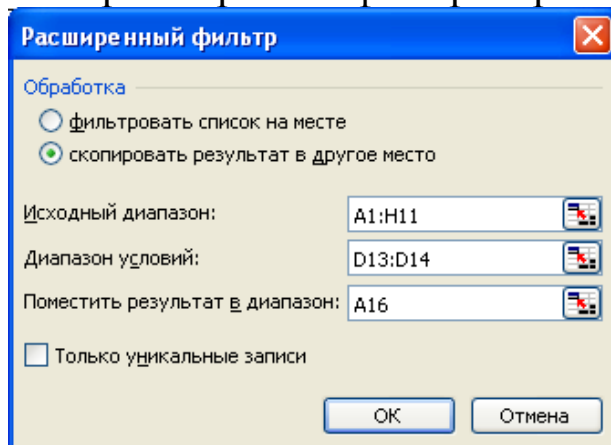 Расширенный фильтр
Обработка
фильтровать список на месте
скопировать результат в другое место
Исходный диапазон: A1:H11
Диапазон условий: D13:D14
Поместить результат в диапазон: A16
Только уникальные записи
ОК Отмена